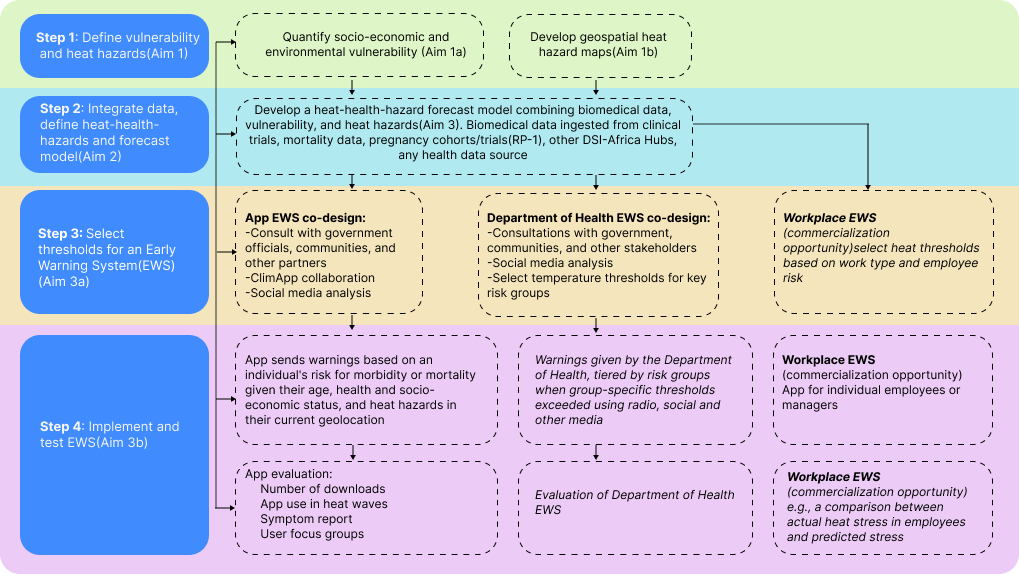 Step 1: Define vulnerability
and heat hazards(Aim 1)
Quantify socio-economic and
environmental vulnerability (Aim 1a)
Develop geospatial heat
hazard maps(Aim 1b)
Step 2: Integrate data,
define heat-health-
hazards and forecast
model(Aim 2)
Develop a heat-health-hazard forecast model combining biomedical data,
vulnerability, and heat hazards(Aim 3). Biomedical data ingested from clinical
trials, mortality data, pregnancy cohorts/trials(RP-1), other DSI-Africa Hubs,
any health data source
Step 3: Select
thresholds for an Early
Warning System(EWS)
(Aim 3a)
App EWS co-design:
-Consult with government
officials, communities, and
other partners
-ClimApp collaboration
-Social media analysis
Department of Health EWS co-design:
-Consultations with government,
communities, and other stakeholders
-Social media analysis
-Select temperature thresholds for key
risk groups
Workplace EWS
(commercialization
opportunity)select heat thresholds
based on work type and employee
risk
Step 4: Implement and
test EWS(Aim 3b)
App sends warnings based on an
individual's risk for morbidity or mortality
given their age, health and socio-
economic status, and heat hazards in
their current geolocation
Warnings given by the Department
of Health, tiered by risk groups
when group-specific thresholds
exceeded using radio, social and
other media
Workplace EWS
(commercialization opportunity)
App for individual employees or
managers
App evaluation:
Number of downloads
App use in heat waves
Symptom report
User focus groups
Evaluation of Department of Health
EWS
Workplace EWS
(commercialization opportunity)
e.g., a comparison between
actual heat stress in employees
and predicted stress